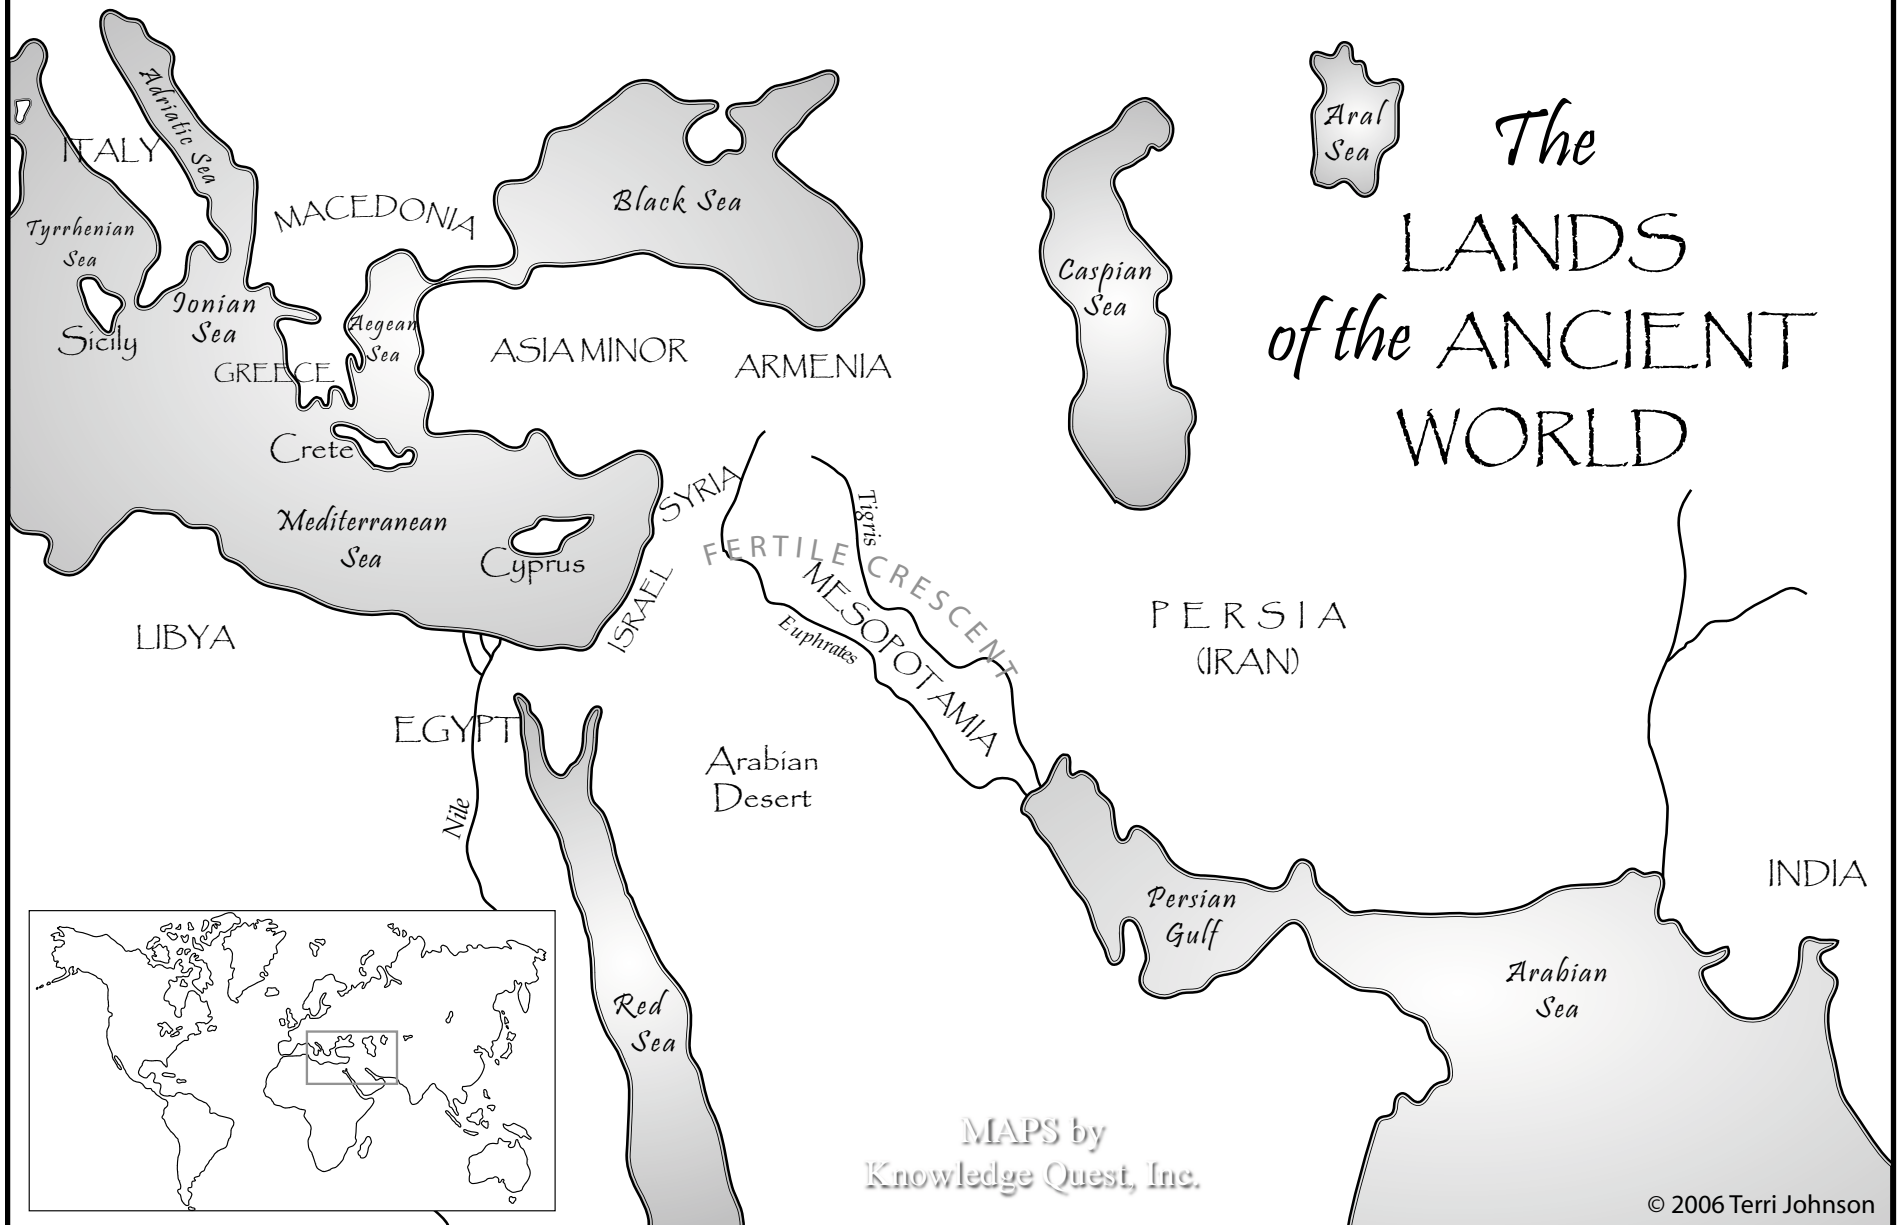 The
LANDS
of the ANCIENT
WORLD
Adriatic Sea
ITALY
Tyrrhenian
Sea
Sicily
Ionian
Sea
MACEDONIA
GREECE
Aegean
Sea
Crete
Black Sea
ASIA MINOR
ARMENIA
Caspian
Sea
Aral
Sea
Mediterranean
Sea
Cyprus
SYRIA
ISRAEL
LIBYA
EGYPT
Nile
FERTILE CRESCENT
Tigris
MESOPOTAMIA
Euphrates
PERSIA
(IRAN)
Arabian
Desert
INDIA
Persian
Gulf
Arabian
Sea
Red
Sea
MAPS by
Knowledge Quest, Inc.
© 2006 Terri Johnson